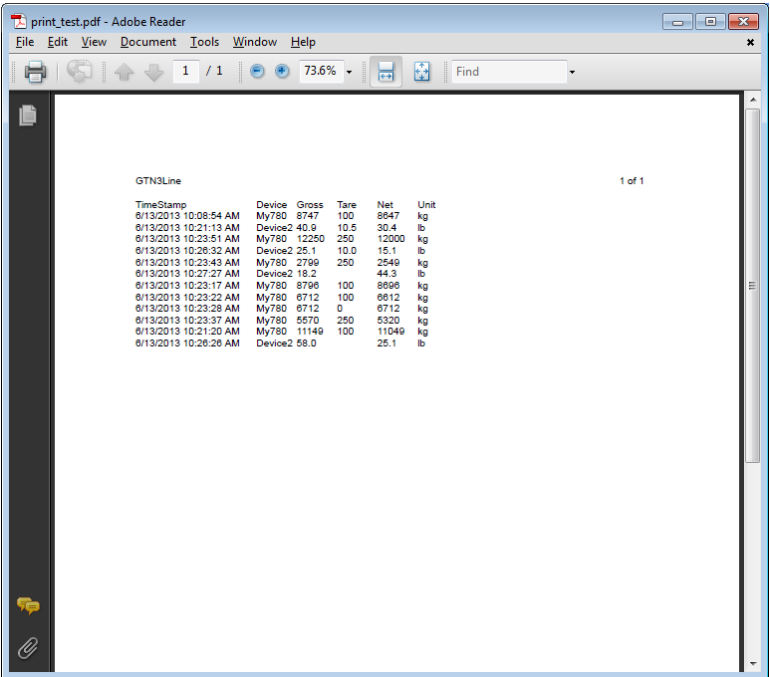 print_test.pdf - Adobe Reader
File Edit View Document Tools Window Help
1 / 1 73.6% Find
GTN3Line 1 of 1
TimeStamp Device Gross Tare Net Unit
6/13/2013 10:08:54 AM My780 8747 100 8647 kg
6/13/2013 10:21:13 AM Device2 40.9 10.5 30.4 lb
6/13/2013 10:23:51 AM My780 12250 250 12000 kg
6/13/2013 10:26:32 AM Device2 25.1 10.0 15.1 lb
6/13/2013 10:23:43 AM My780 2799 250 2549 kg
6/13/2013 10:27:27 AM Device2 18.2 44.3 lb
6/13/2013 10:23:17 AM My780 8796 100 8696 kg
6/13/2013 10:23:22 AM My780 6712 100 6612 kg
6/13/2013 10:23:28 AM My780 6712 0 6712 kg
6/13/2013 10:23:37 AM My780 5570 250 5320 kg
6/13/2013 10:21:20 AM My780 11149 100 11049 kg
6/13/2013 10:26:26 AM Device2 58.0 25.1 lb